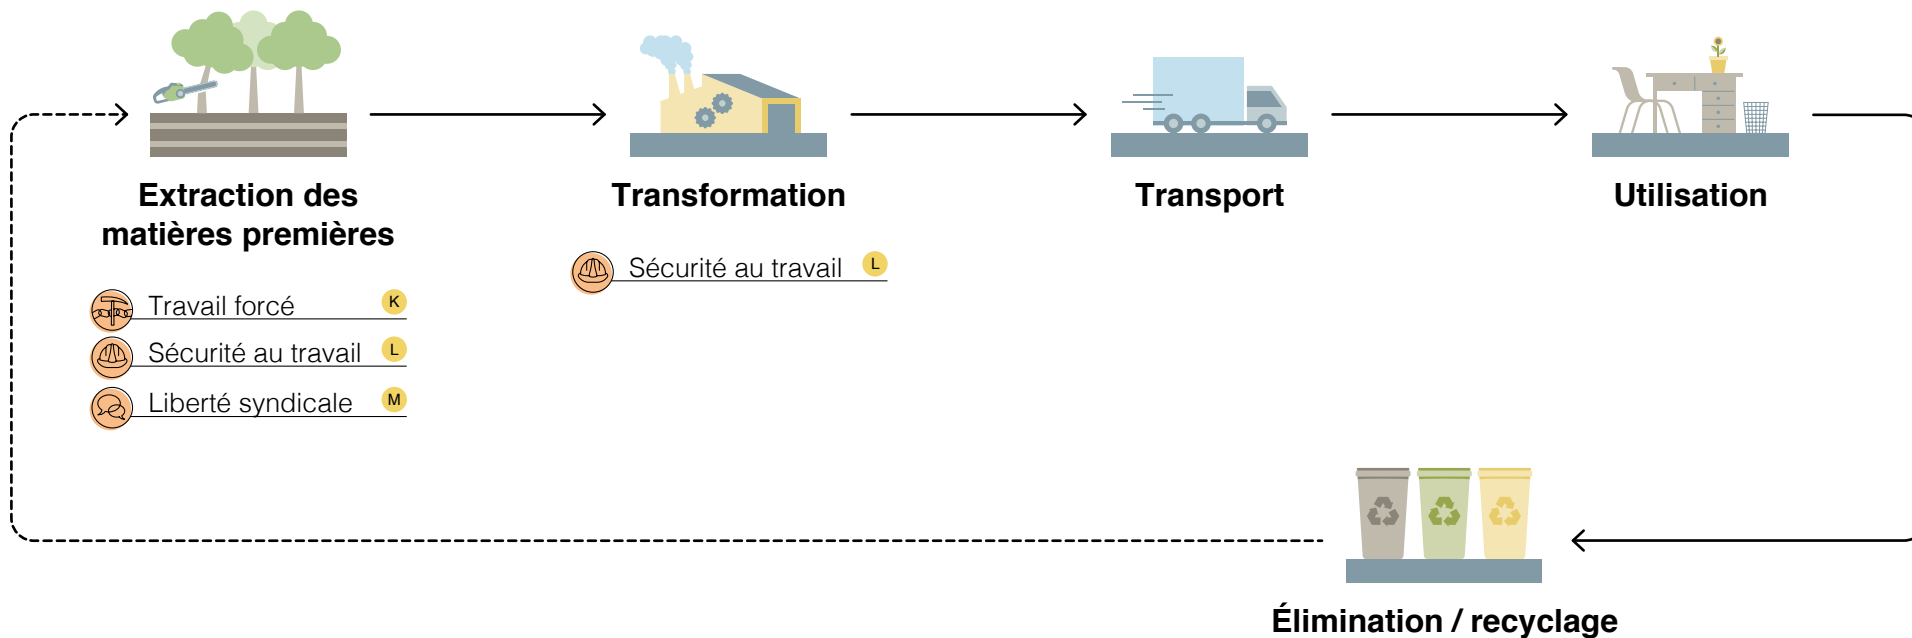 Extraction des
matières premières
Travail forcé K
Sécurité au travail L
Liberté syndicale M
Transformation
Sécurité au travail L
Transport
Utilisation
Élimination / recyclage